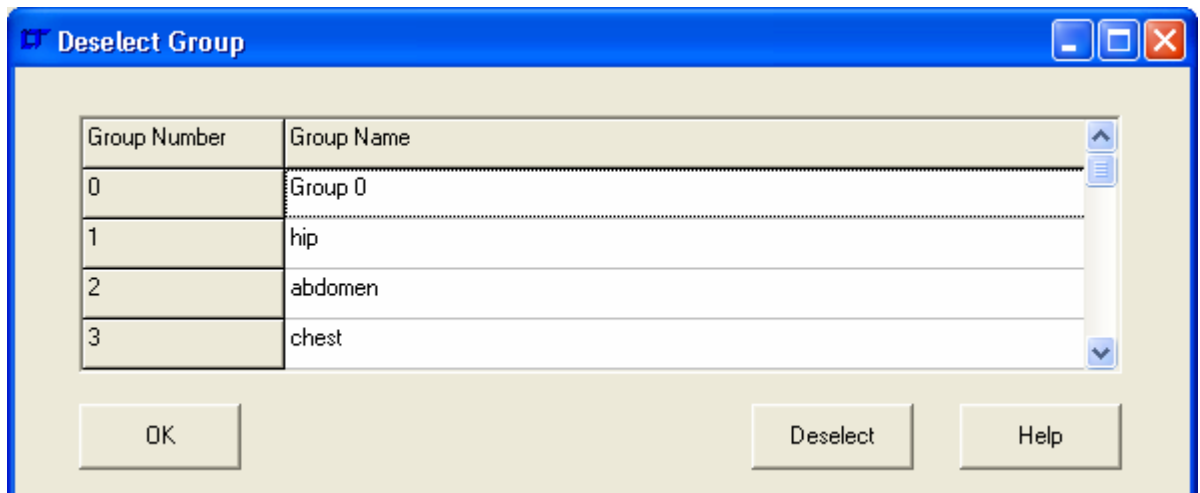 Deselect Group
Group Number Group Name
0 Group 0
1 hip
2 abdomen
3 chest
OK Deselect Help